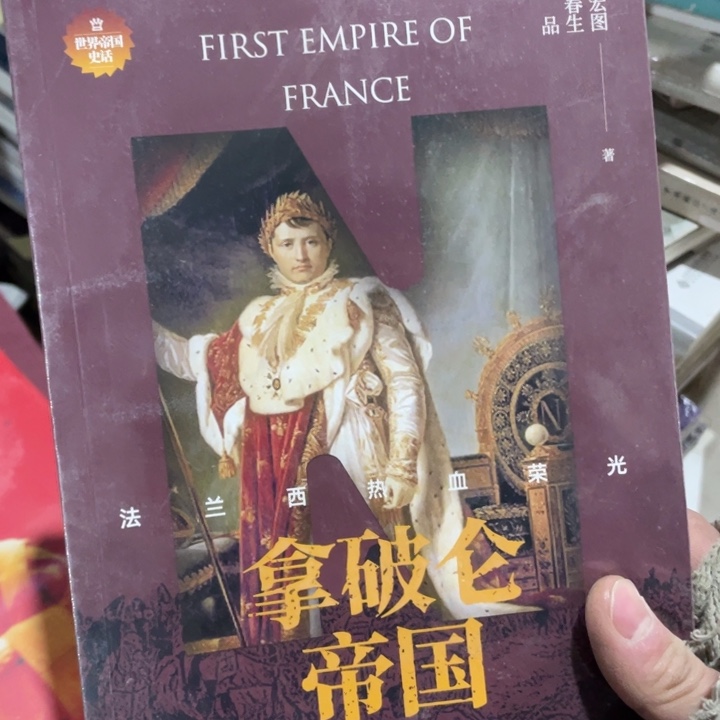 世界·帝国
史话
FIRST EMPIRE OF
FRANCE
宏图
春生
品
著
法兰西热血荣光
拿破仑
帝国
N